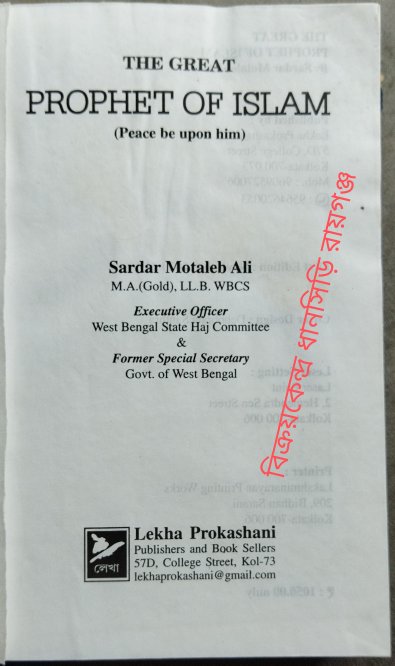 THE GREAT
PROPHET OF ISLAM
(Peace be upon him)
বিক্রয়কেন্দ্র ধানসিড়ি রায়গঞ্জ
Sardar Motaleb Ali
M.A.(Gold), LL.B. WBCS
Executive Officer
West Bengal State Haj Committee
&
Former Special Secretary
Govt. of West Bengal
লেখা
Lekha Prokashani
Publishers and Book Sellers
57D, College Street, Kol-73
lekhaprokashani@gmail.com